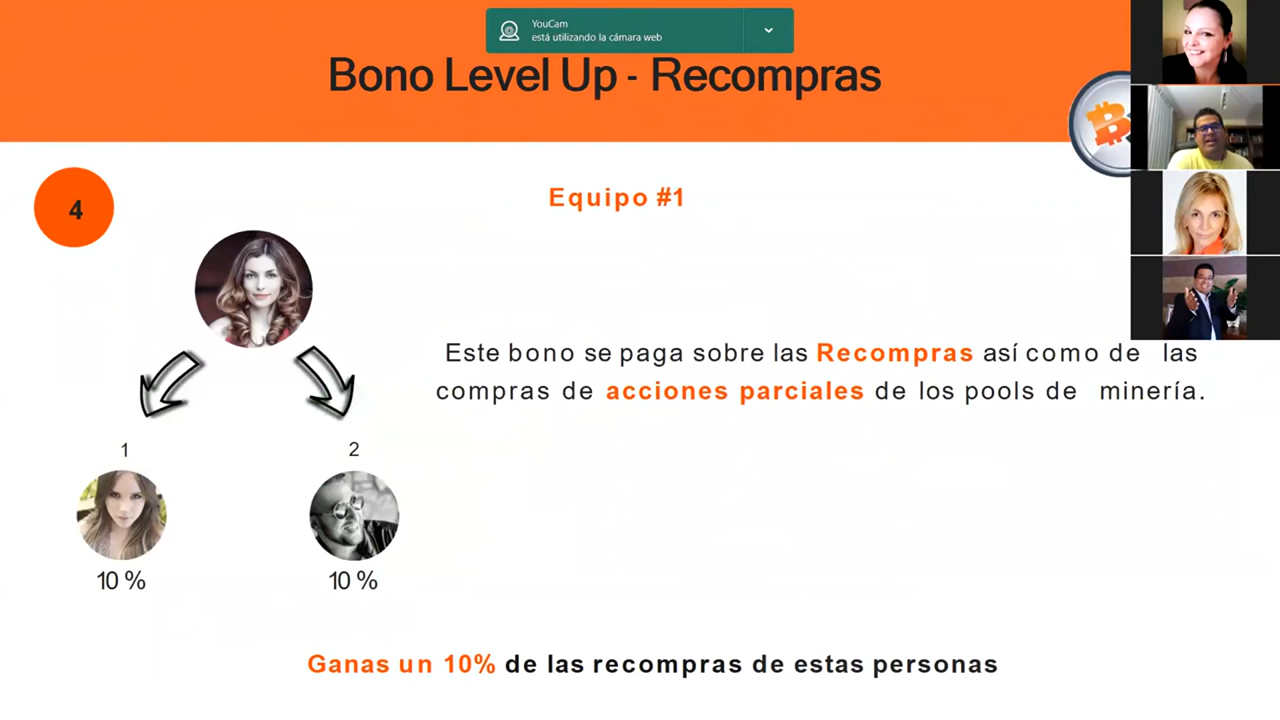 YouCam
está utilizando la cámara web
Bono Level Up - Recompras
4
Equipo #1
Este bono se paga sobre las Recompras así como de las
compras de acciones parciales de los pools de minería.
1
2
10 %
10 %
Ganas un 10% de las recompras de estas personas